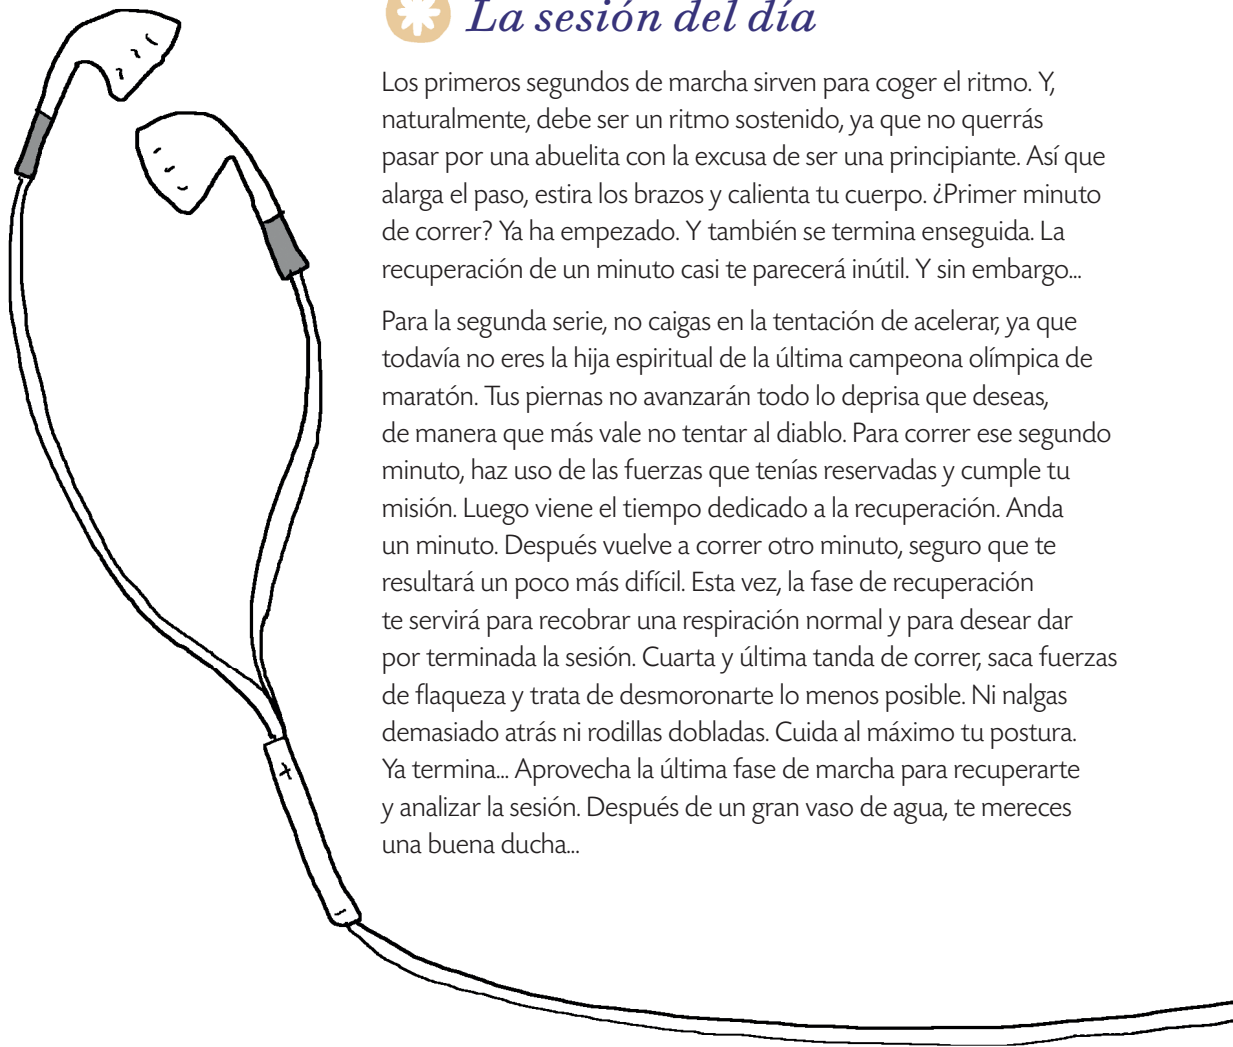 La sesión del día
Los primeros segundos de marcha sirven para coger el ritmo. Y,
naturalmente, debe ser un ritmo sostenido, ya que no querrás
pasar por una abuelita con la excusa de ser una principiante. Así que
alarga el paso, estira los brazos y calienta tu cuerpo. ¿Primer minuto
de correr? Ya ha empezado. Y también se termina enseguida. La
recuperación de un minuto casi te parecerá inútil. Y sin embargo...
Para la segunda serie, no caigas en la tentación de acelerar, ya que
todavía no eres la hija espiritual de la última campeona olímpica de
maratón. Tus piernas no avanzarán todo lo deprisa que deseas,
de manera que más vale no tentar al diablo. Para correr ese segundo
minuto, haz uso de las fuerzas que tenías reservadas y cumple tu
misión. Luego viene el tiempo dedicado a la recuperación. Anda
un minuto. Después vuelve a correr otro minuto, seguro que te
resultará un poco más difícil. Esta vez, la fase de recuperación
te servirá para recobrar una respiración normal y para desear dar
por terminada la sesión. Cuarta y última tanda de correr, saca fuerzas
de flaqueza y trata de desmoronarte lo menos posible. Ni nalgas
demasiado atrás ni rodillas dobladas. Cuida al máximo tu postura.
Ya termina... Aprovecha la última fase de marcha para recuperarte
y analizar la sesión. Después de un gran vaso de agua, te mereces
una buena ducha...